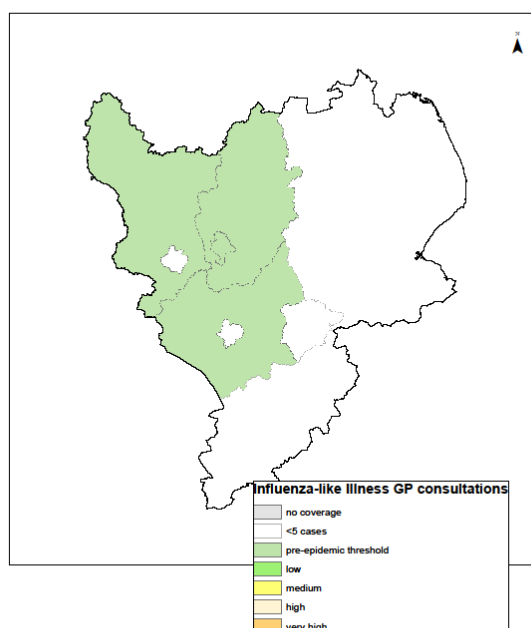 N
Influenza-like Illness GP consultations
no coverage
<5 cases
pre-epidemic threshold
low
medium
high
very high